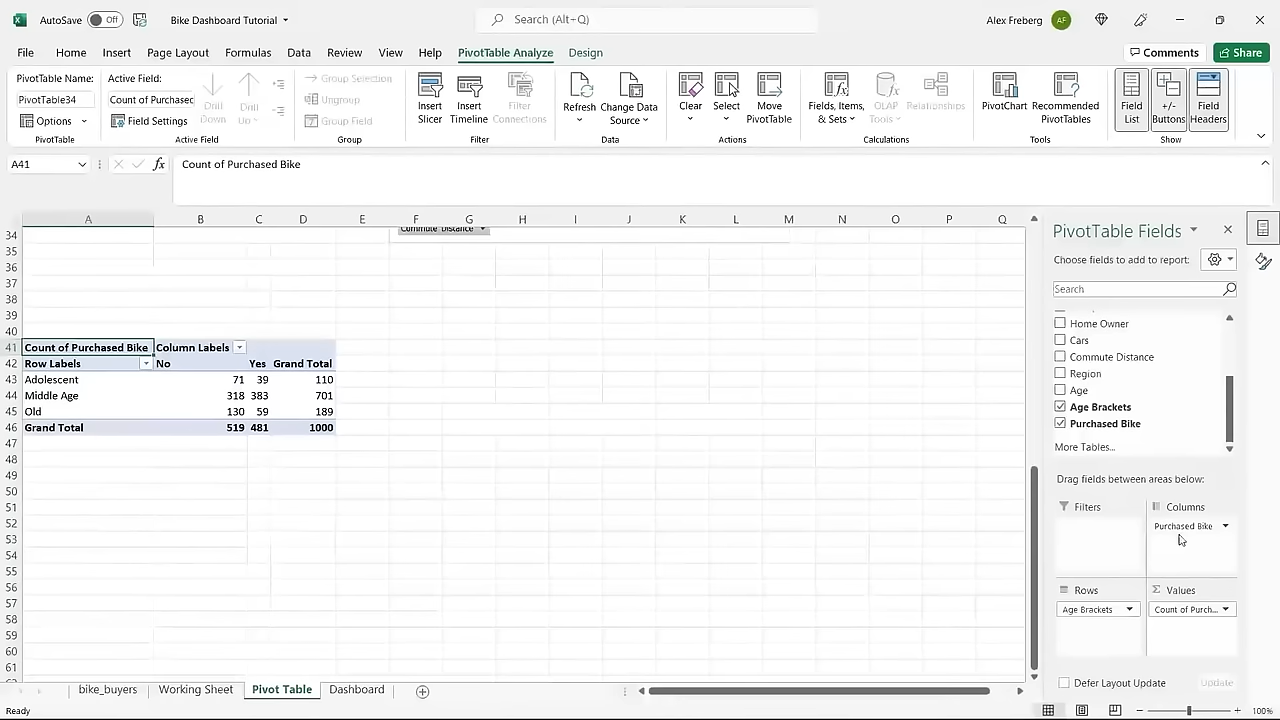 AutoSave Off Bike Dashboard Tutorial Search (Alt+Q) Alex Freberg AF
File Home Insert Page Layout Formulas Data Review View Help PivotTable Analyze Design Comments Share
PivotTable Name:
PivotTable34
Options
PivotTable
Active Field:
Count of Purchased
Field Settings
Drill Down
Drill Up
Active Field
Group Selection
Ungroup
Group Field
Group
Insert Slicer
Insert Timeline
Filter Connections
Filter
Refresh
Change Data Source
Data
Clear
Select
Move PivotTable
Actions
Fields, Items, & Sets
OLAP Tools
Relationships
Calculations
PivotChart
Recommended PivotTables
Tools
Field List
+/- Buttons
Field Headers
Show
A41 fx Count of Purchased Bike
A B C D E F G H I J K L M N O P Q
34 Commute Distance
35
36
37
38
39
40
41 Count of Purchased Bike Column Labels
42 Row Labels No Yes Grand Total
43 Adolescent 71 39 110
44 Middle Age 318 383 701
45 Old 130 59 189
46 Grand Total 519 481 1000
47
48
49
50
51
52
53
54
55
56
57
58
59
60
61
PivotTable Fields
Choose fields to add to report:
Search
Home Owner
Cars
Commute Distance
Region
Age
Age Brackets
Purchased Bike
More Tables...
Drag fields between areas below:
Filters Columns
Purchased Bike
Rows Σ Values
Age Brackets Count of Purch...
Defer Layout Update Update
bike_buyers Working Sheet Pivot Table Dashboard
Ready 100%